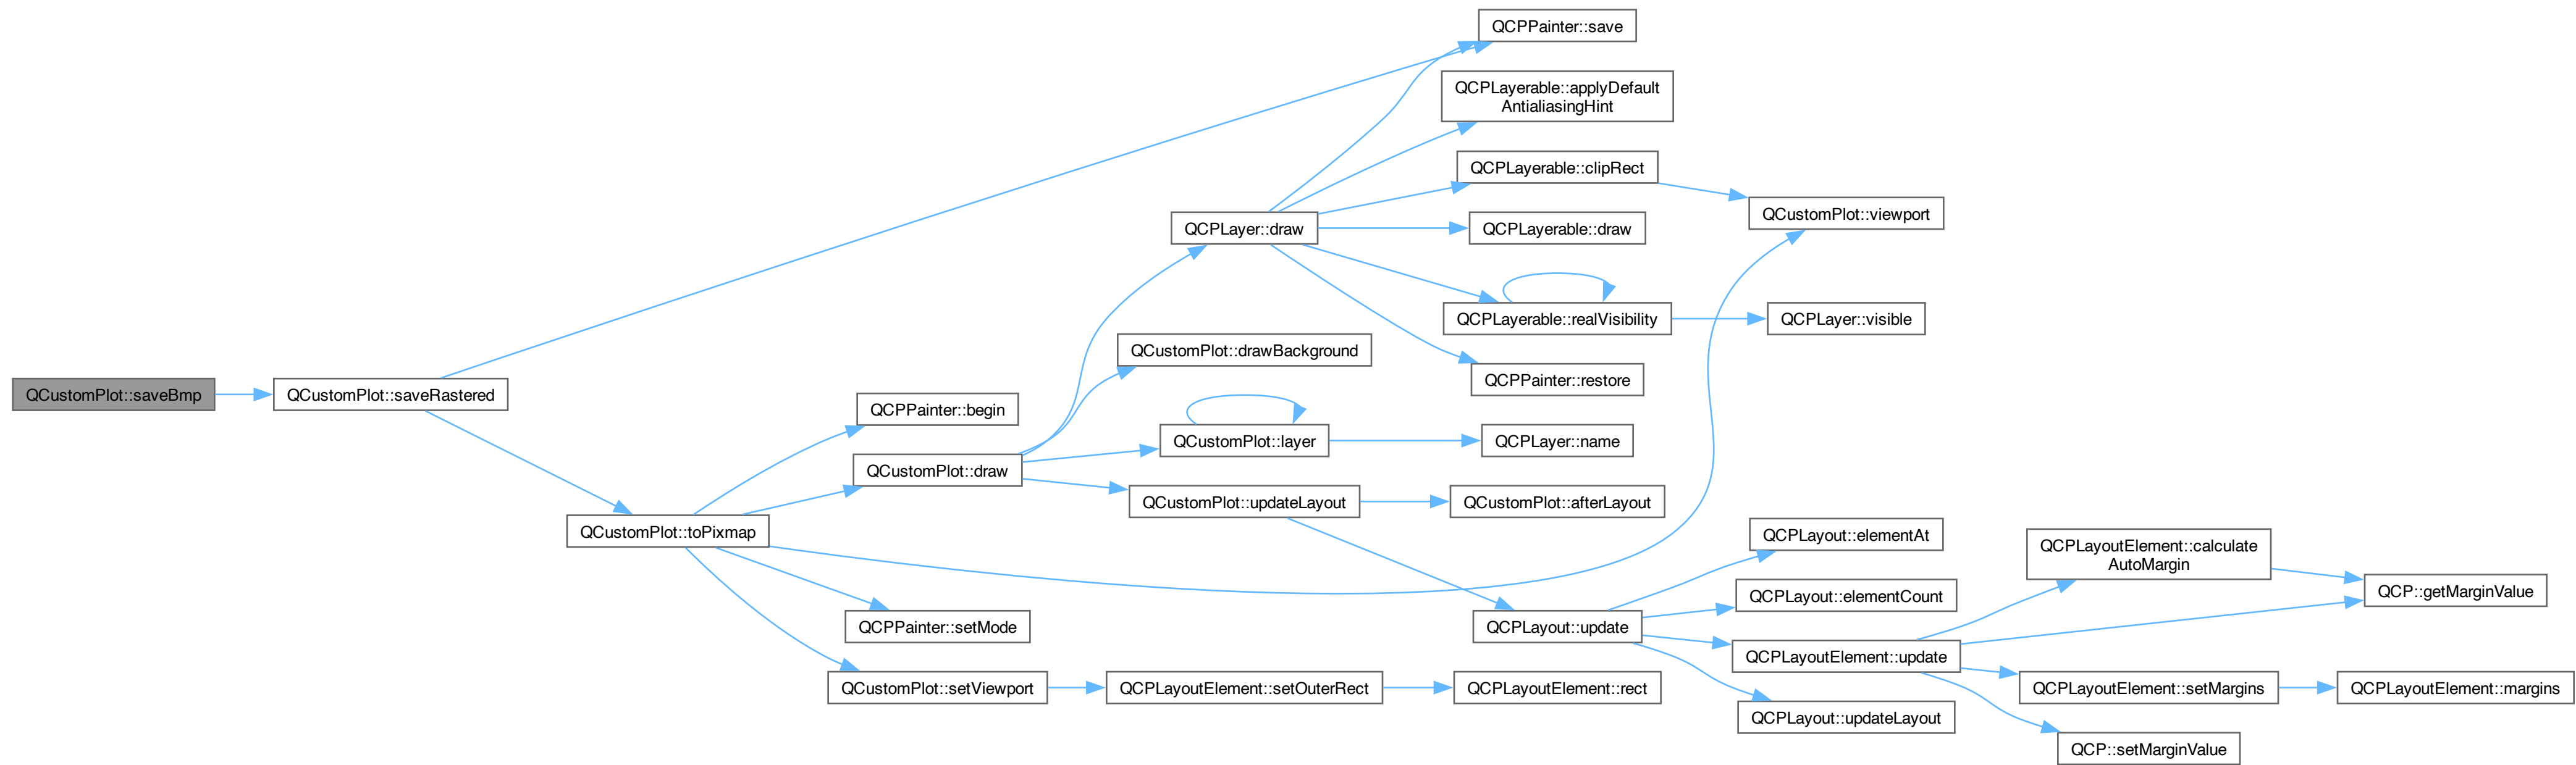 QCustomPlot::saveBmp
QCustomPlot::saveRastered
QCPPainter::save
QCustomPlot::toPixmap
QCPPainter::begin
QCustomPlot::draw
QCPPainter::setMode
QCustomPlot::setViewport
QCPLayer::draw
QCustomPlot::drawBackground
QCustomPlot::layer
QCustomPlot::updateLayout
QCPLayoutElement::setOuterRect
QCPLayerable::applyDefault
AntialiasingHint
QCPLayerable::clipRect
QCPLayerable::draw
QCPLayerable::realVisibility
QCPPainter::restore
QCPLayer::name
QCustomPlot::afterLayout
QCPLayout::update
QCPLayoutElement::rect
QCustomPlot::viewport
QCPLayer::visible
QCPLayout::elementAt
QCPLayout::elementCount
QCPLayoutElement::update
QCPLayout::updateLayout
QCPLayoutElement::calculate
AutoMargin
QCPLayoutElement::setMargins
QCP::setMarginValue
QCP::getMarginValue
QCPLayoutElement::margins